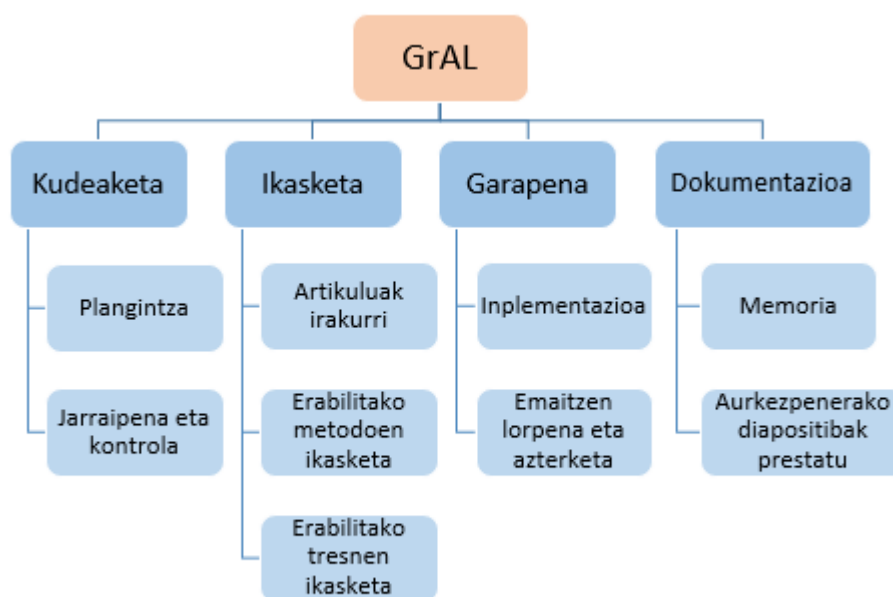 GrAL
Kudeaketa
Ikasketa
Garapena
Dokumentazioa
Plangintza
Jarraipena eta
kontrola
Artikuluak
irakurri
Erabilitako
metodoen
ikasketa
Erabilitako
tresnen
ikasketa
Inplementazioa
Emaitzen
lorpena eta
azterketa
Memoria
Aurkezpenerako
diapositibak
prestatu